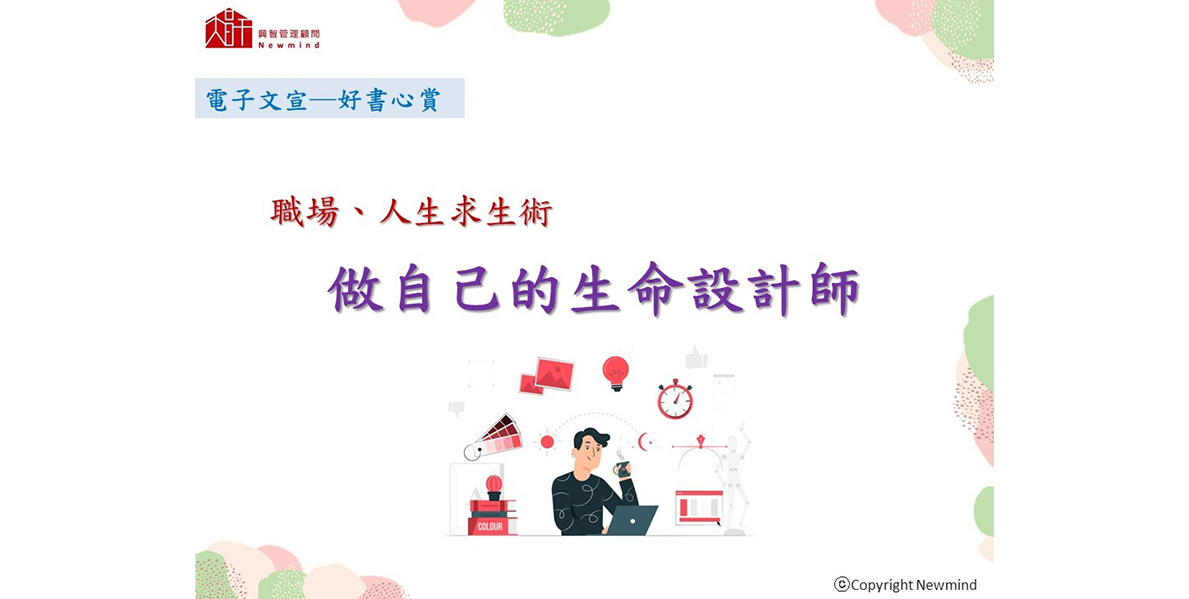 興智管理顧問
Newmind
電子文宣─好書心賞
職場、人生求生術
做自己的生命設計師
COLOUR
ⓒCopyright Newmind